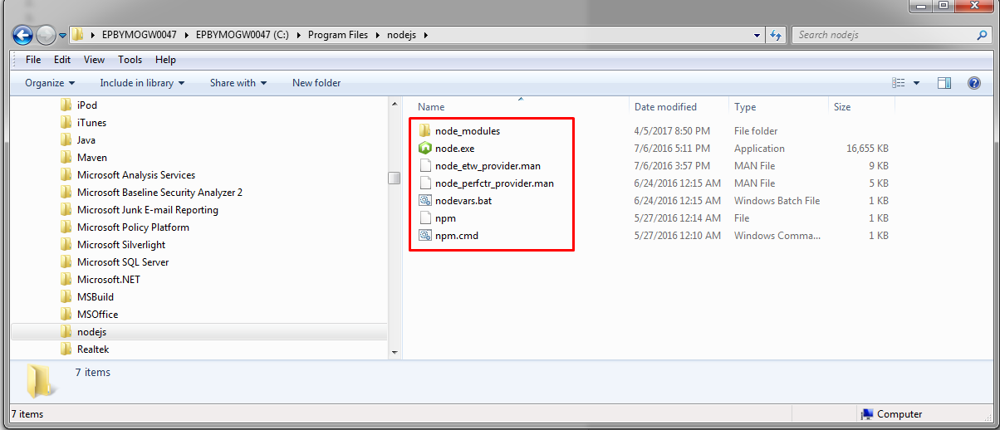 EPBYMOGW0047 EPBYMOGW0047 (C:) Program Files nodejs Search nodejs
File Edit View Tools Help
Organize Include in library Share with New folder
iPod
iTunes
Java
Maven
Microsoft Analysis Services
Microsoft Baseline Security Analyzer 2
Microsoft Junk E-mail Reporting
Microsoft Policy Platform
Microsoft Silverlight
Microsoft SQL Server
Microsoft.NET
MSBuild
MSOffice
nodejs
Realtek
Name Date modified Type Size
node_modules 4/5/2017 8:50 PM File folder
node.exe 7/6/2016 5:11 PM Application 16,655 KB
node_etw_provider.man 7/6/2016 3:57 PM MAN File 9 KB
node_perfctr_provider.man 6/24/2016 12:15 AM MAN File 5 KB
nodevars.bat 6/24/2016 12:15 AM Windows Batch File 1 KB
npm 5/27/2016 12:14 AM File 1 KB
npm.cmd 5/27/2016 12:10 AM Windows Comma... 1 KB
7 items
7 items Computer